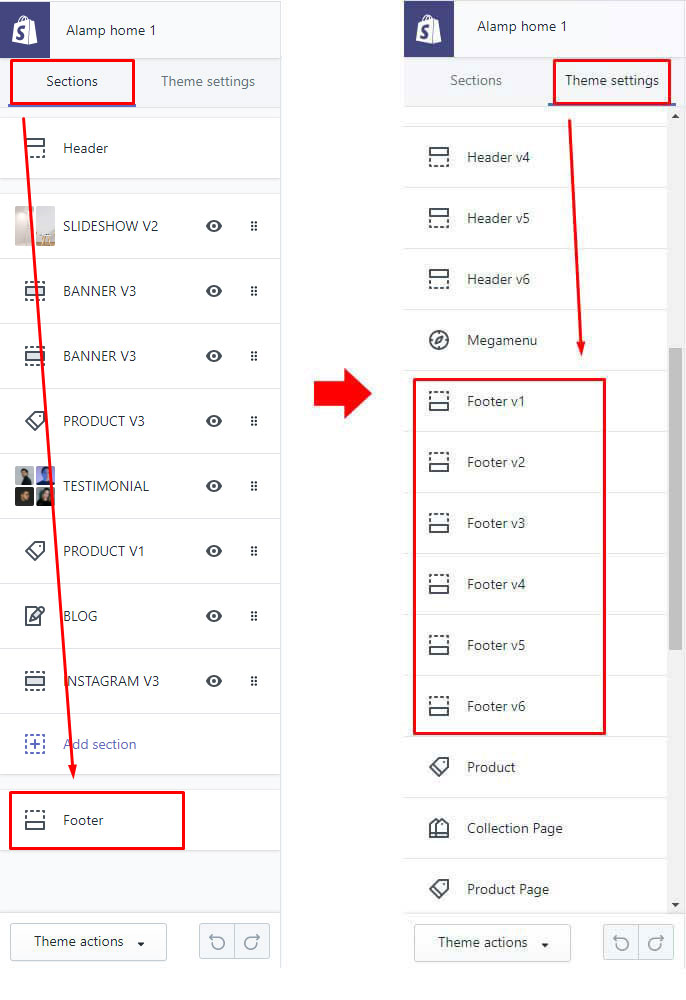 Alamp home 1
Sections
Theme settings
Header
SLIDESHOW V2
BANNER V3
BANNER V3
PRODUCT V3
TESTIMONIAL
PRODUCT V1
BLOG
INSTAGRAM V3
Add section
Footer
Theme actions
Alamp home 1
Sections
Theme settings
Header v4
Header v5
Header v6
Megamenu
Footer v1
Footer v2
Footer v3
Footer v4
Footer v5
Footer v6
Product
Collection Page
Product Page
Theme actions